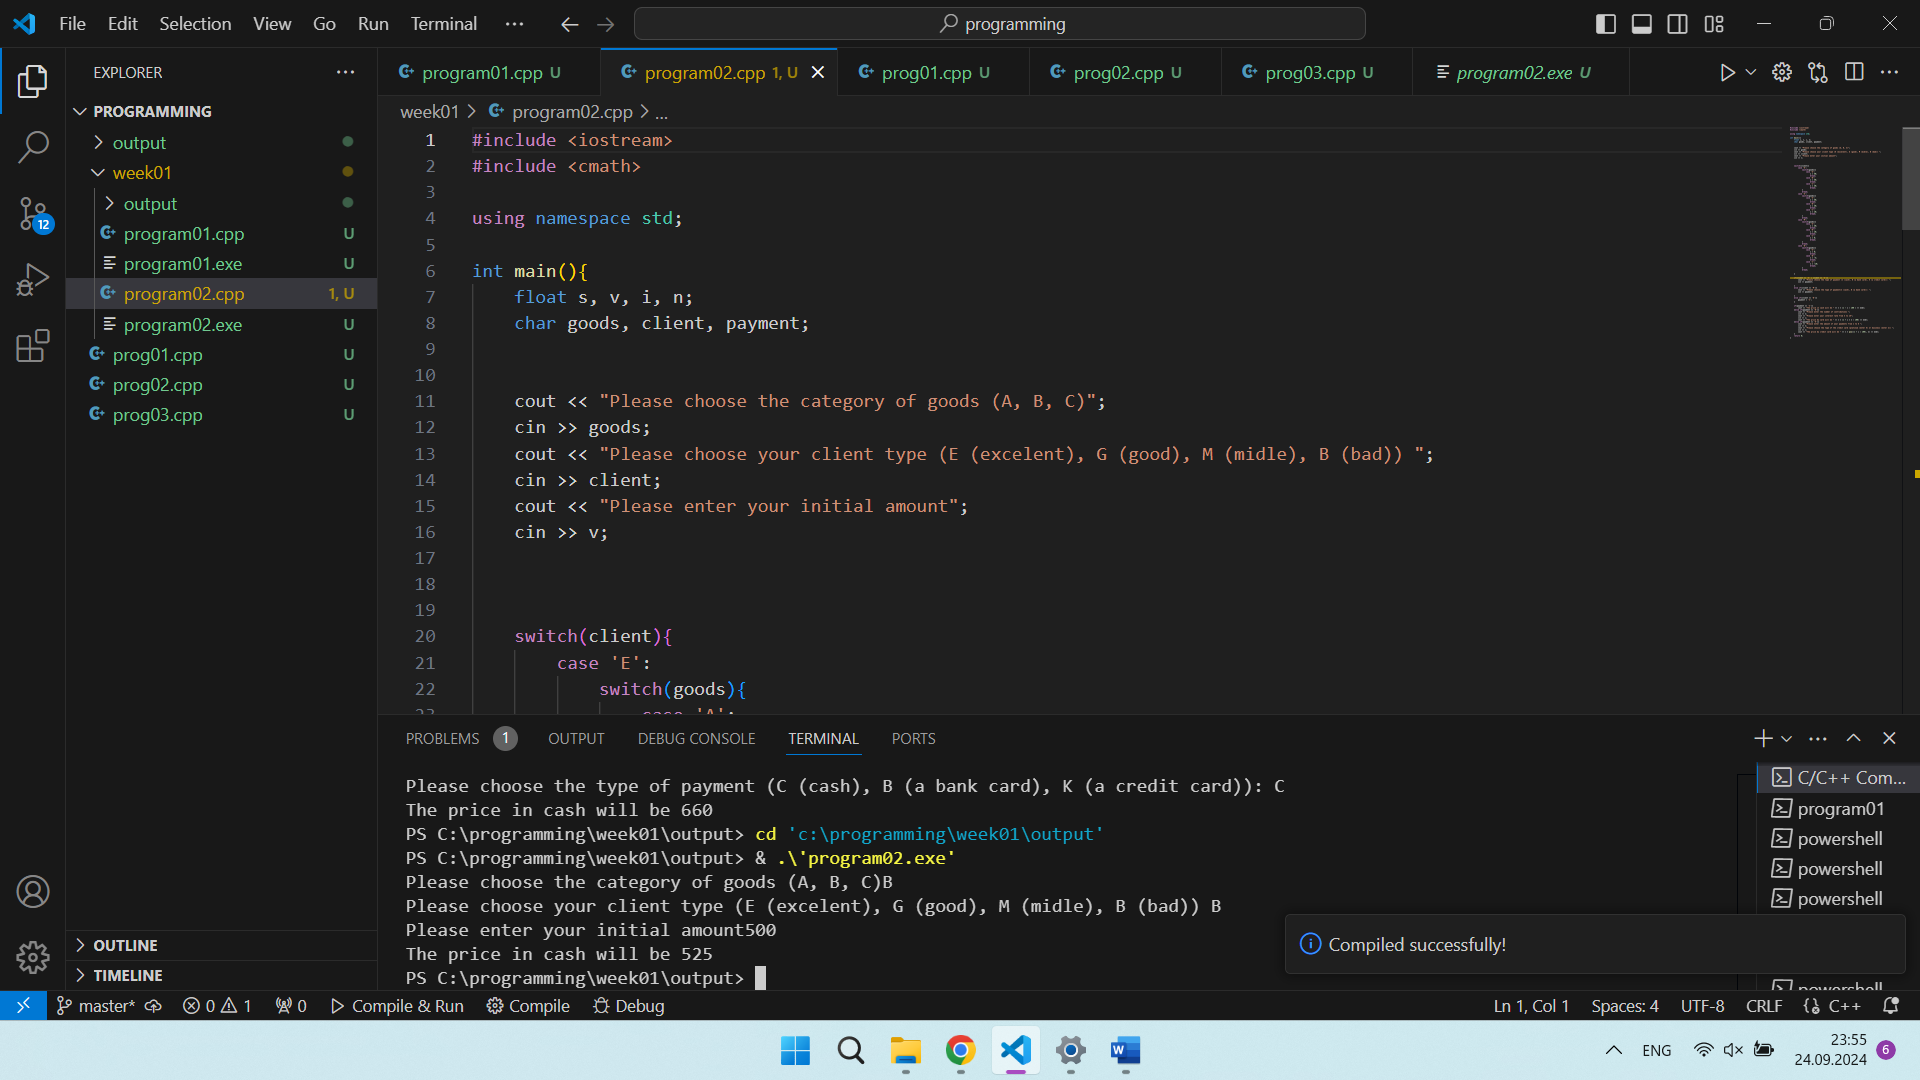 File Edit Selection View Go Run Terminal ··· programming
EXPLORER ···
PROGRAMMING
output
week01
output
program01.cpp U
program01.exe U
program02.cpp 1, U
program02.exe U
prog01.cpp U
prog02.cpp U
prog03.cpp U
OUTLINE
TIMELINE
12
program01.cpp U program02.cpp 1, U prog01.cpp U prog02.cpp U prog03.cpp U program02.exe U
week01 > program02.cpp > ...
1 #include <iostream>
2 #include <cmath>
3
4 using namespace std;
5
6 int main(){
7 float s, v, i, n;
8 char goods, client, payment;
9
10
11 cout << "Please choose the category of goods (A, B, C)";
12 cin >> goods;
13 cout << "Please choose your client type (E (excelent), G (good), M (midle), B (bad)) ";
14 cin >> client;
15 cout << "Please enter your initial amount";
16 cin >> v;
17
18
19
20 switch(client){
21 case 'E':
22 switch(goods){
23 case 'A':
PROBLEMS 1 OUTPUT DEBUG CONSOLE TERMINAL PORTS
Please choose the type of payment (C (cash), B (a bank card), K (a credit card)): C
The price in cash will be 660
PS C:\programming\week01\output> cd 'c:\programming\week01\output'
PS C:\programming\week01\output> & .\'program02.exe'
Please choose the category of goods (A, B, C)B
Please choose your client type (E (excelent), G (good), M (midle), B (bad)) B
Please enter your initial amount500
The price in cash will be 525
PS C:\programming\week01\output>
C/C++ Com...
program01
powershell
powershell
powershell
powershell
Compiled successfully!
master* 0 1 0 Compile & Run Compile Debug Ln 1, Col 1 Spaces: 4 UTF-8 CRLF {} C++
ENG 23:55
24.09.2024 6